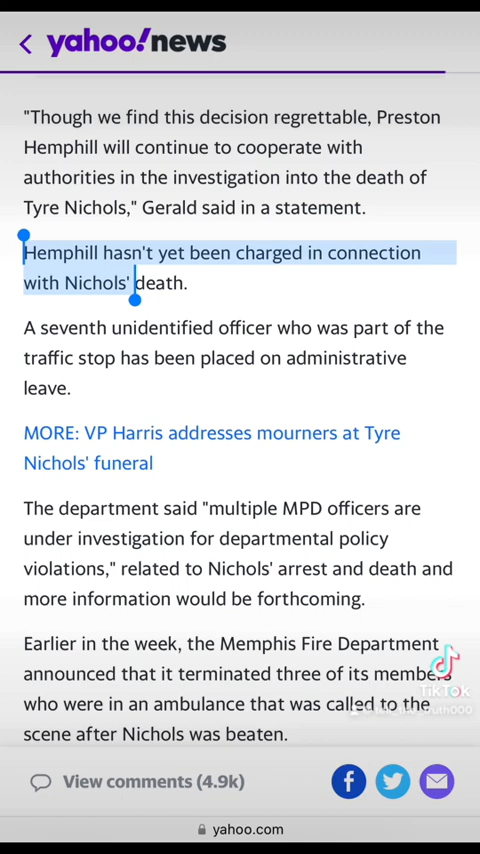 yahoo!news
"Though we find this decision regrettable, Preston
Hemphill will continue to cooperate with
authorities in the investigation into the death of
Tyre Nichols," Gerald said in a statement.
Hemphill hasn't yet been charged in connection
with Nichols' death.
A seventh unidentified officer who was part of the
traffic stop has been placed on administrative
leave.
MORE: VP Harris addresses mourners at Tyre
Nichols' funeral
The department said "multiple MPD officers are
under investigation for departmental policy
violations," related to Nichols' arrest and death and
more information would be forthcoming.
Earlier in the week, the Memphis Fire Department
announced that it terminated three of its members
who were in an ambulance that was called to the
scene after Nichols was beaten.
TikTok
View comments (4.9k)
yahoo.com